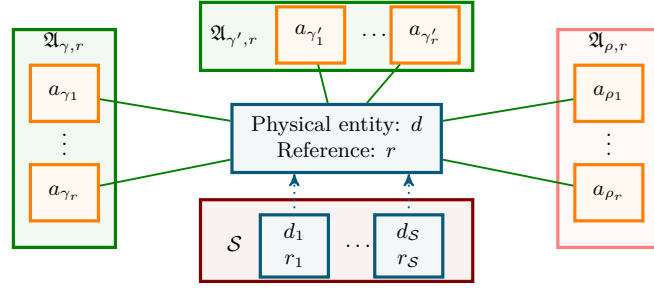 𝔄_{γ,r}
a_{γ_1}
⋮
a_{γ_r}
𝔄_{γ′,r}
a_{γ′_1}
…
a_{γ′_r}
𝔄_{ρ,r}
a_{ρ_1}
⋮
a_{ρ_r}
Physical entity: d
Reference: r
𝒮
d_1
r_1
…
d_𝒮
r_𝒮